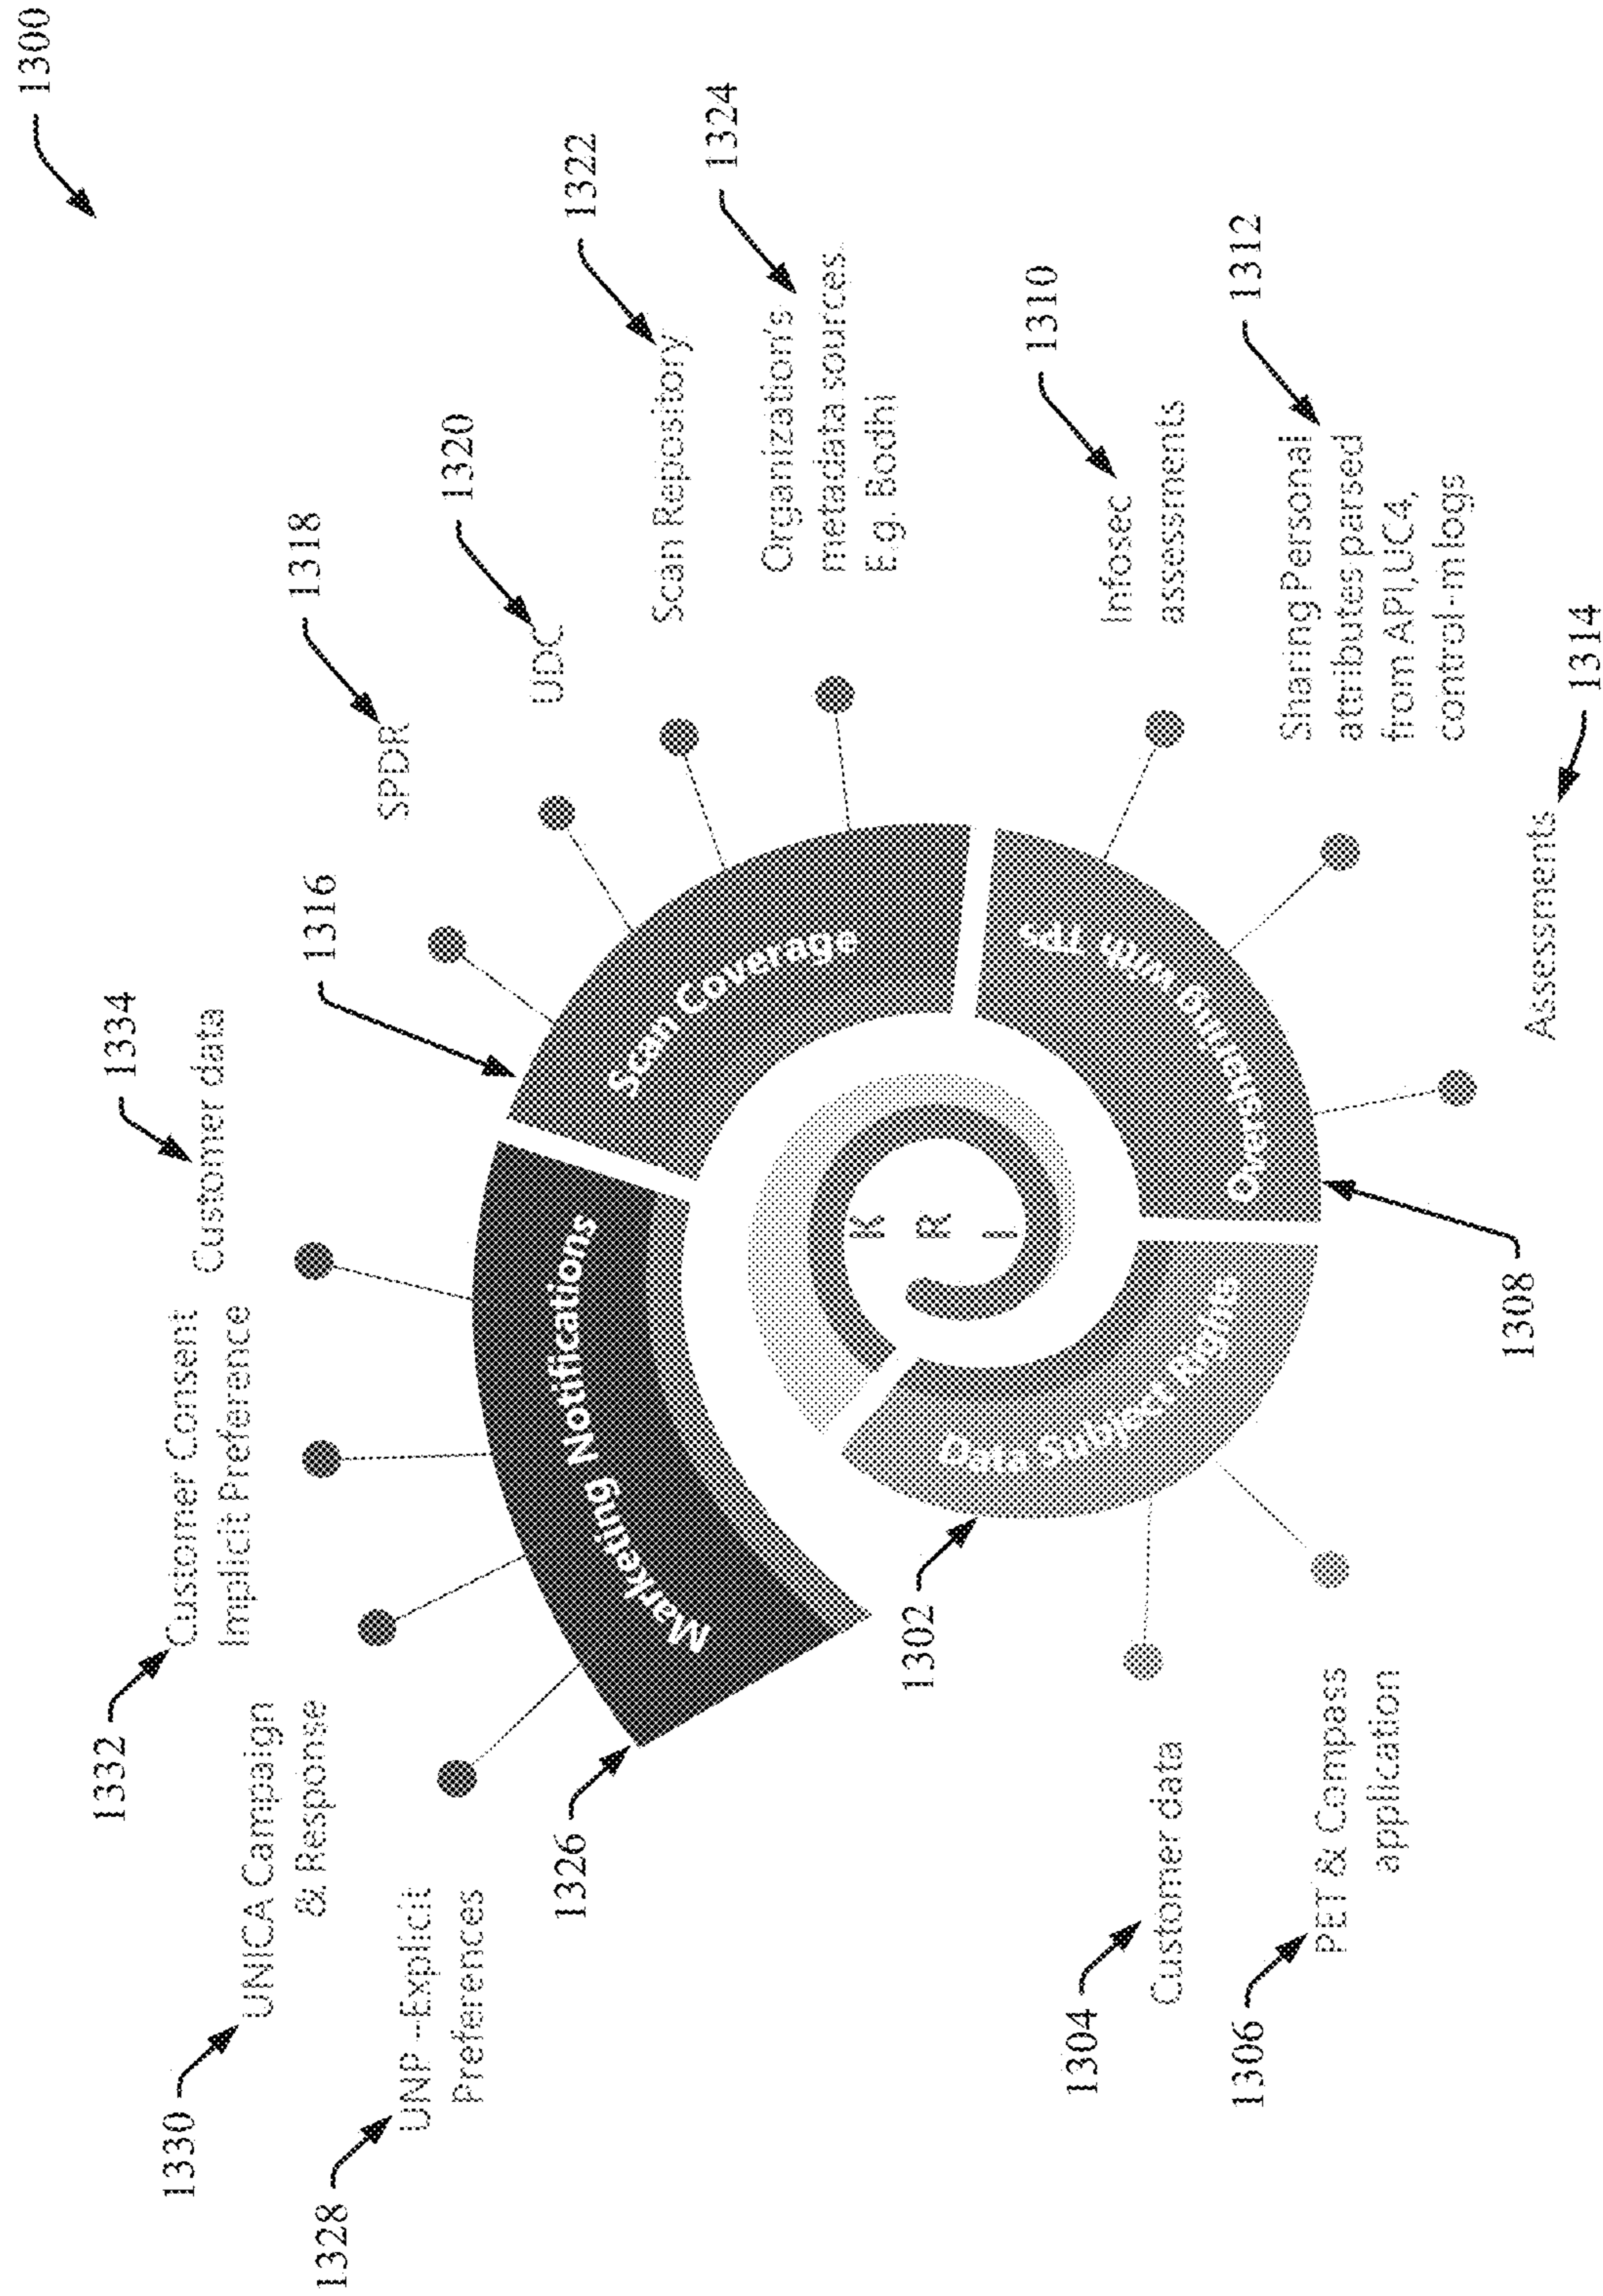 1300
1332
Customer Consent
Implicit Preference
1334
Customer data
1330
UNICA Campaign
& Response
1328
UNP --Explicit
Preferences
1316
1318
SPDR
1320
UDC
1326
Marketing Notifications
1322
Scan Repository
Scan Coverage
1324
Organization's
metadata sources.
E.g. Bodhi
K
R
I
1302
Data Subject Rights
Oversharing with TPs
1310
Infosec
assessments
1304
Customer data
1306
PET & Compass
application
1312
Sharing Personal
attributes parsed
from API,UC4,
control -m logs
1308
1314
Assessments